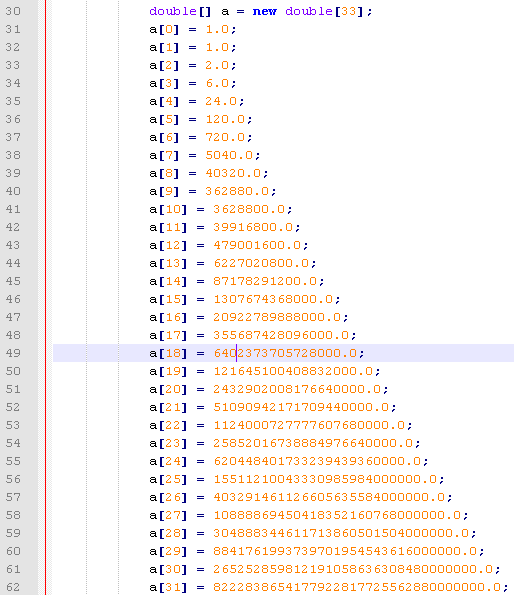 30 double[] a = new double[33];
31 a[0] = 1.0;
32 a[1] = 1.0;
33 a[2] = 2.0;
34 a[3] = 6.0;
35 a[4] = 24.0;
36 a[5] = 120.0;
37 a[6] = 720.0;
38 a[7] = 5040.0;
39 a[8] = 40320.0;
40 a[9] = 362880.0;
41 a[10] = 3628800.0;
42 a[11] = 39916800.0;
43 a[12] = 479001600.0;
44 a[13] = 6227020800.0;
45 a[14] = 87178291200.0;
46 a[15] = 1307674368000.0;
47 a[16] = 20922789888000.0;
48 a[17] = 355687428096000.0;
49 a[18] = 6402373705728000.0;
50 a[19] = 121645100408832000.0;
51 a[20] = 2432902008176640000.0;
52 a[21] = 51090942171709440000.0;
53 a[22] = 1124000727777607680000.0;
54 a[23] = 25852016738884976640000.0;
55 a[24] = 620448401733239439360000.0;
56 a[25] = 15511210043330985984000000.0;
57 a[26] = 403291461126605635584000000.0;
58 a[27] = 10888869450418352160768000000.0;
59 a[28] = 304888344611713860501504000000.0;
60 a[29] = 8841761993739701954543616000000.0;
61 a[30] = 265252859812191058636308480000000.0;
62 a[31] = 8222838654177922817725562880000000.0;